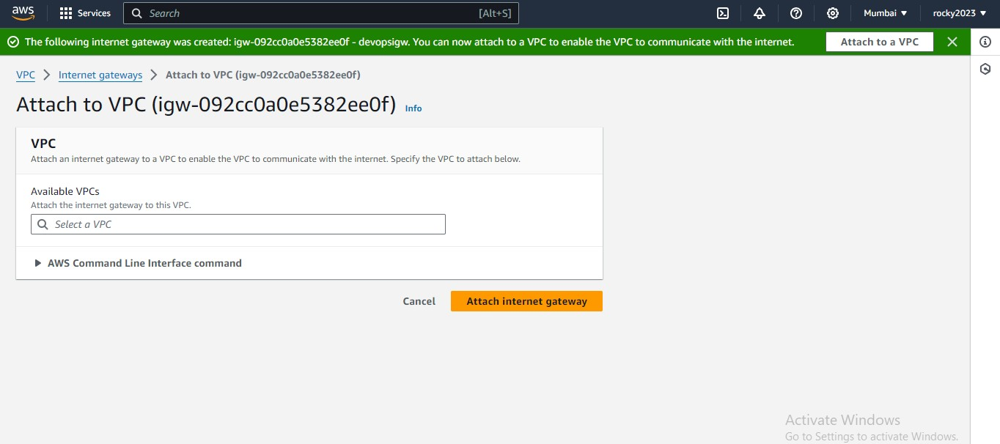 aws Services Search [Alt+S] Mumbai ▼ rocky2023 ▼
The following internet gateway was created: igw-092cc0a0e5382ee0f - devopsigw. You can now attach to a VPC to enable the VPC to communicate with the internet. Attach to a VPC
VPC > Internet gateways > Attach to VPC (igw-092cc0a0e5382ee0f)
Attach to VPC (igw-092cc0a0e5382ee0f) Info
VPC
Attach an internet gateway to a VPC to enable the VPC to communicate with the internet. Specify the VPC to attach below.
Available VPCs
Attach the internet gateway to this VPC.
Select a VPC
AWS Command Line Interface command
Cancel Attach internet gateway
Activate Windows
Go to Settings to activate Windows.